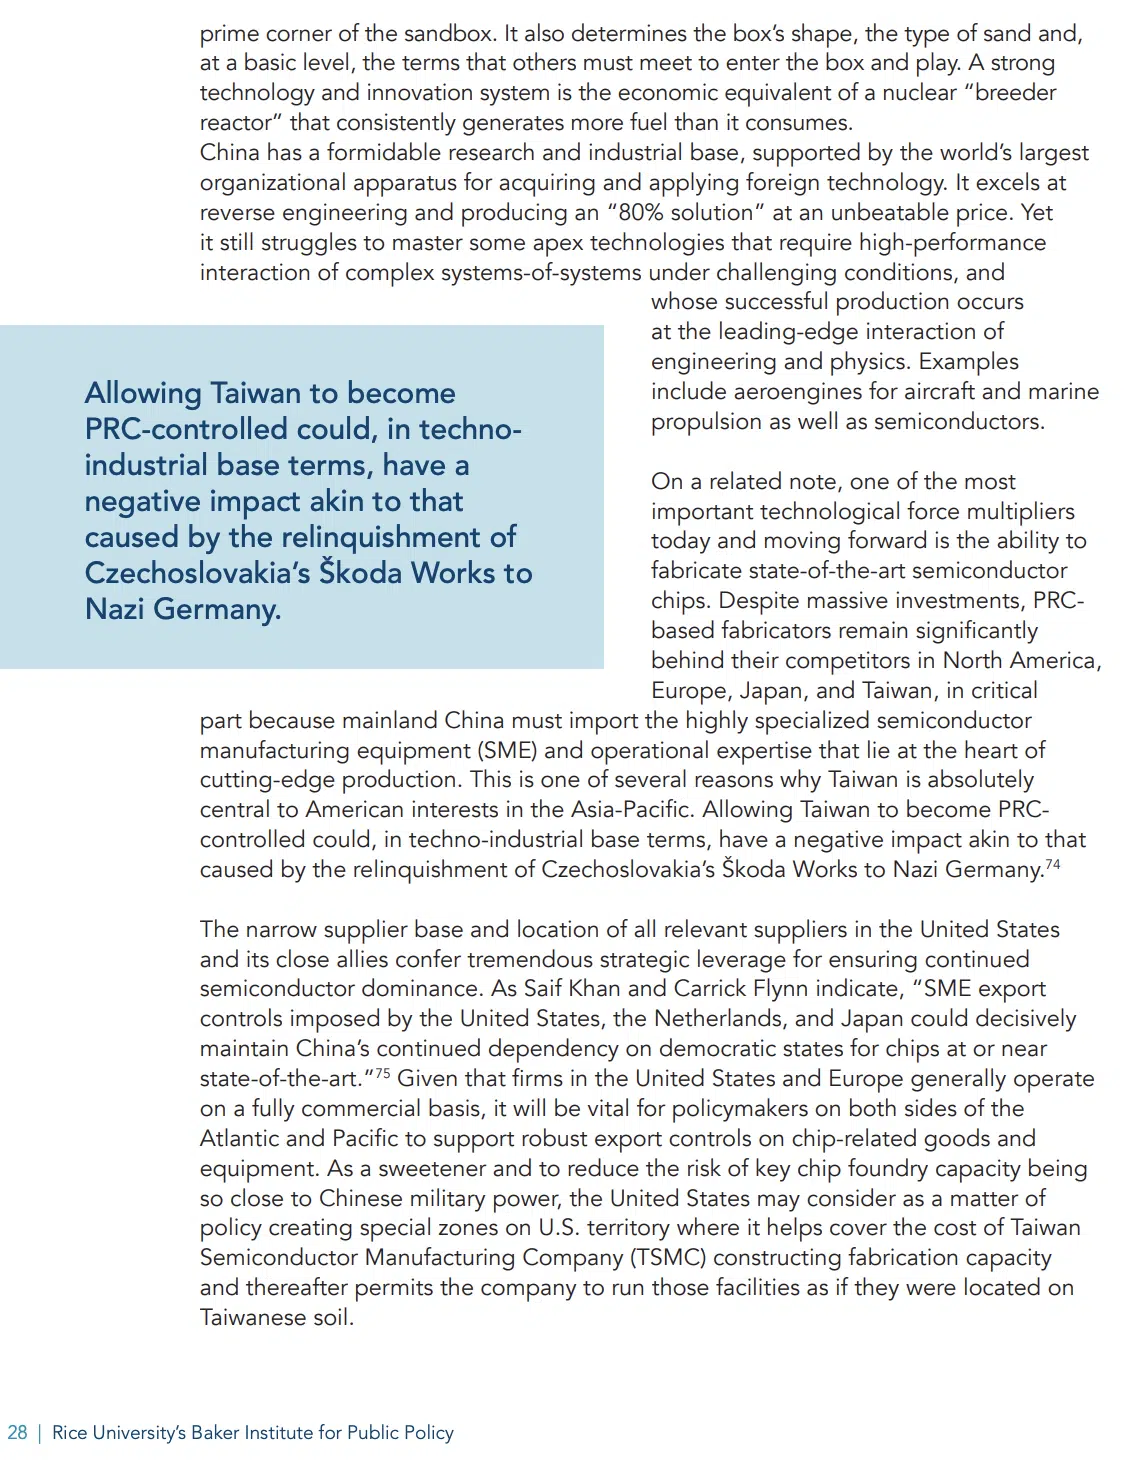 prime corner of the sandbox. It also determines the box’s shape, the type of sand and,
at a basic level, the terms that others must meet to enter the box and play. A strong
technology and innovation system is the economic equivalent of a nuclear “breeder
reactor” that consistently generates more fuel than it consumes.
China has a formidable research and industrial base, supported by the world’s largest
organizational apparatus for acquiring and applying foreign technology. It excels at
reverse engineering and producing an “80% solution” at an unbeatable price. Yet
it still struggles to master some apex technologies that require high-performance
interaction of complex systems-of-systems under challenging conditions, and
whose successful production occurs
at the leading-edge interaction of
engineering and physics. Examples
include aeroengines for aircraft and marine
propulsion as well as semiconductors.
Allowing Taiwan to become
PRC-controlled could, in techno-
industrial base terms, have a
negative impact akin to that
caused by the relinquishment of
Czechoslovakia’s Škoda Works to
Nazi Germany.
On a related note, one of the most
important technological force multipliers
today and moving forward is the ability to
fabricate state-of-the-art semiconductor
chips. Despite massive investments, PRC-
based fabricators remain significantly
behind their competitors in North America,
Europe, Japan, and Taiwan, in critical
part because mainland China must import the highly specialized semiconductor
manufacturing equipment (SME) and operational expertise that lie at the heart of
cutting-edge production. This is one of several reasons why Taiwan is absolutely
central to American interests in the Asia-Pacific. Allowing Taiwan to become PRC-
controlled could, in techno-industrial base terms, have a negative impact akin to that
caused by the relinquishment of Czechoslovakia’s Škoda Works to Nazi Germany.74
The narrow supplier base and location of all relevant suppliers in the United States
and its close allies confer tremendous strategic leverage for ensuring continued
semiconductor dominance. As Saif Khan and Carrick Flynn indicate, “SME export
controls imposed by the United States, the Netherlands, and Japan could decisively
maintain China’s continued dependency on democratic states for chips at or near
state-of-the-art.”75 Given that firms in the United States and Europe generally operate
on a fully commercial basis, it will be vital for policymakers on both sides of the
Atlantic and Pacific to support robust export controls on chip-related goods and
equipment. As a sweetener and to reduce the risk of key chip foundry capacity being
so close to Chinese military power, the United States may consider as a matter of
policy creating special zones on U.S. territory where it helps cover the cost of Taiwan
Semiconductor Manufacturing Company (TSMC) constructing fabrication capacity
and thereafter permits the company to run those facilities as if they were located on
Taiwanese soil.
28 | Rice University’s Baker Institute for Public Policy